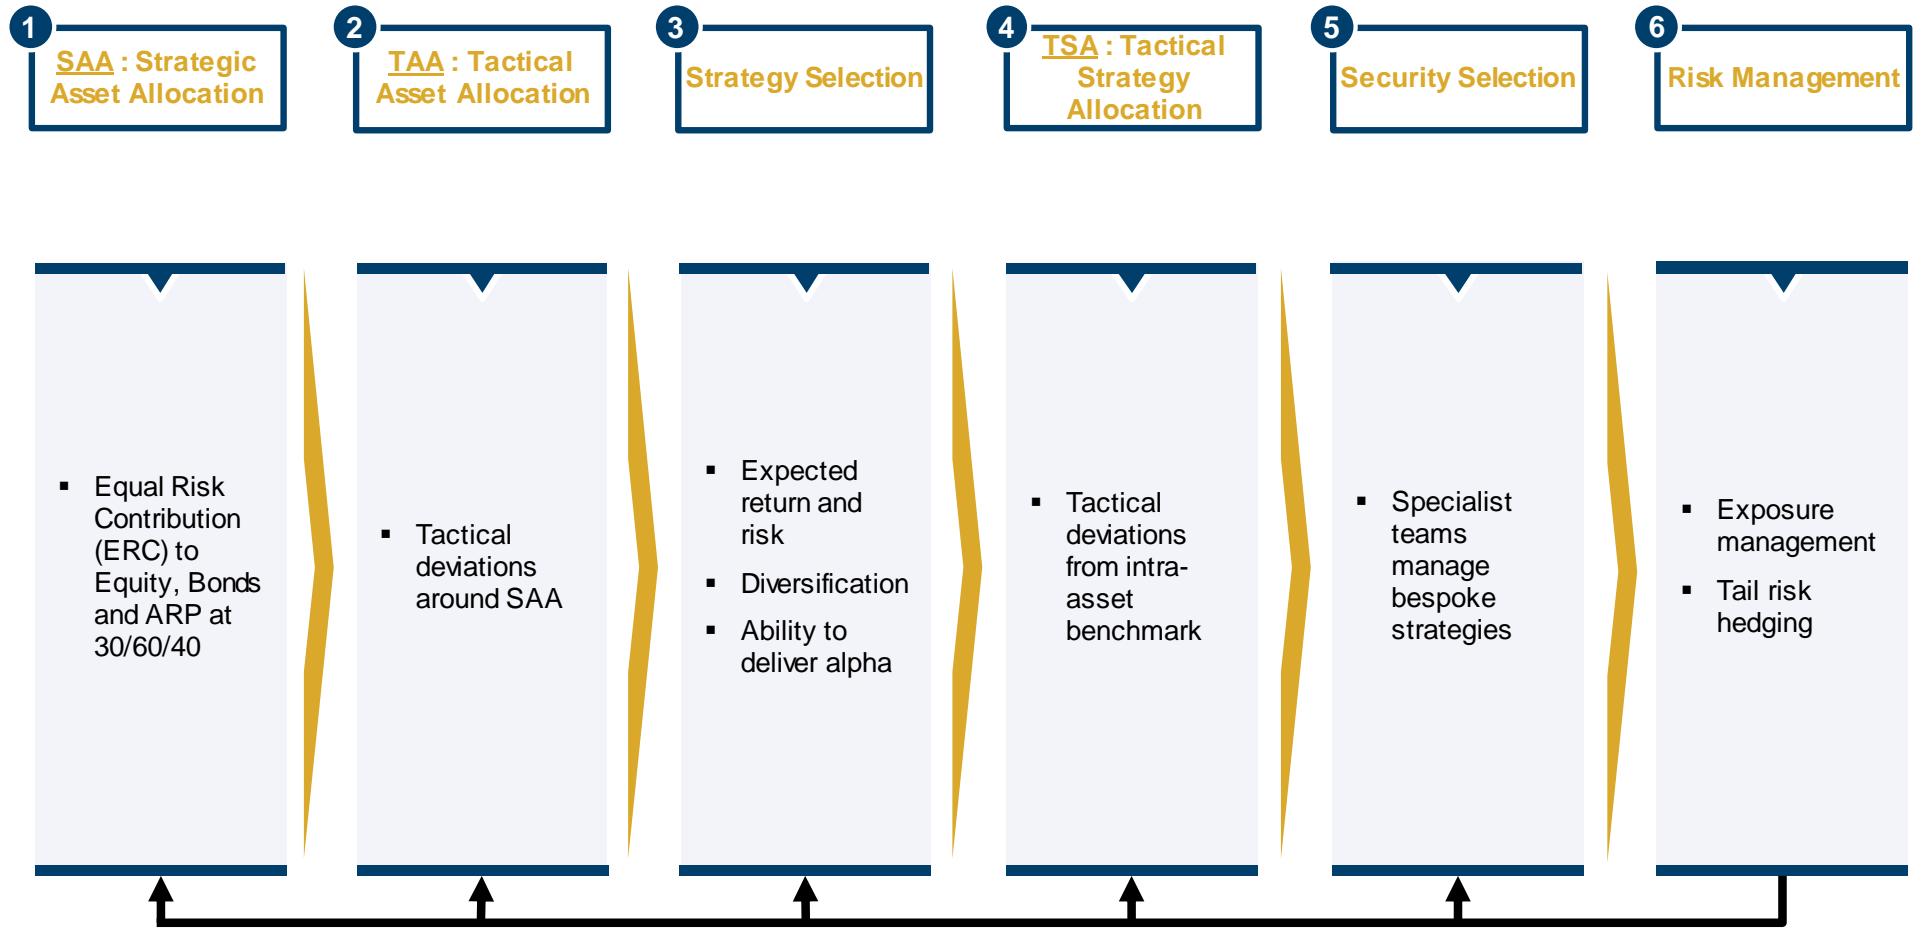 1
SAA : Strategic
Asset Allocation
2
TAA : Tactical
Asset Allocation
3
Strategy Selection
4
TSA : Tactical
Strategy
Allocation
5
Security Selection
6
Risk Management
▪ Equal Risk
Contribution
(ERC) to
Equity, Bonds
and ARP at
30/60/40
▪ Tactical
deviations
around SAA
▪ Expected
return and
risk
▪ Diversification
▪ Ability to
deliver alpha
▪ Tactical
deviations
from intra-
asset
benchmark
▪ Specialist
teams
manage
bespoke
strategies
▪ Exposure
management
▪ Tail risk
hedging